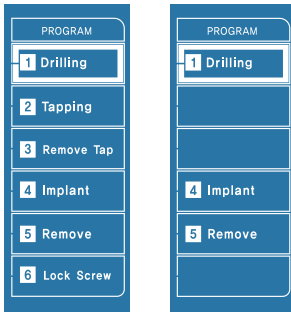 PROGRAM
1 Drilling
2 Tapping
3 Remove Tap
4 Implant
5 Remove
6 Lock Screw
PROGRAM
1 Drilling
4 Implant
5 Remove